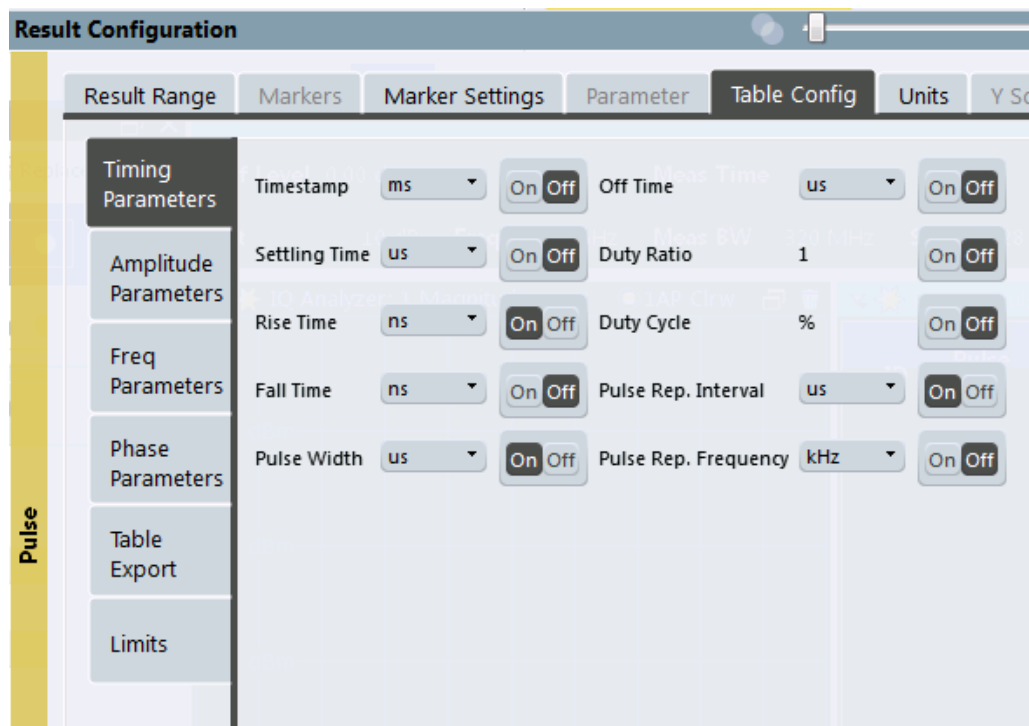 Result Configuration
Result Range Markers Marker Settings Parameter Table Config Units Y Sc
Timing
Parameters
Amplitude
Parameters
Freq
Parameters
Phase
Parameters
Table
Export
Limits
Pulse
Timestamp ms On Off Off Time us On Off
Settling Time us On Off Duty Ratio 1 On Off
Rise Time ns On Off Duty Cycle % On Off
Fall Time ns On Off Pulse Rep. Interval us On Off
Pulse Width us On Off Pulse Rep. Frequency kHz On Off